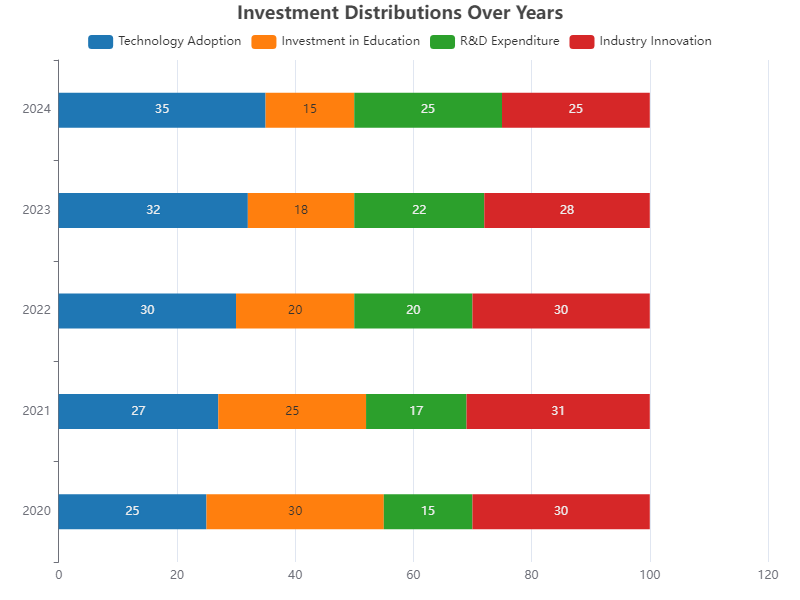 Investment Distributions Over Years
Technology Adoption Investment in Education R&D Expenditure Industry Innovation
2024 35 15 25 25
2023 32 18 22 28
2022 30 20 20 30
2021 27 25 17 31
2020 25 30 15 30
0 20 40 60 80 100 120